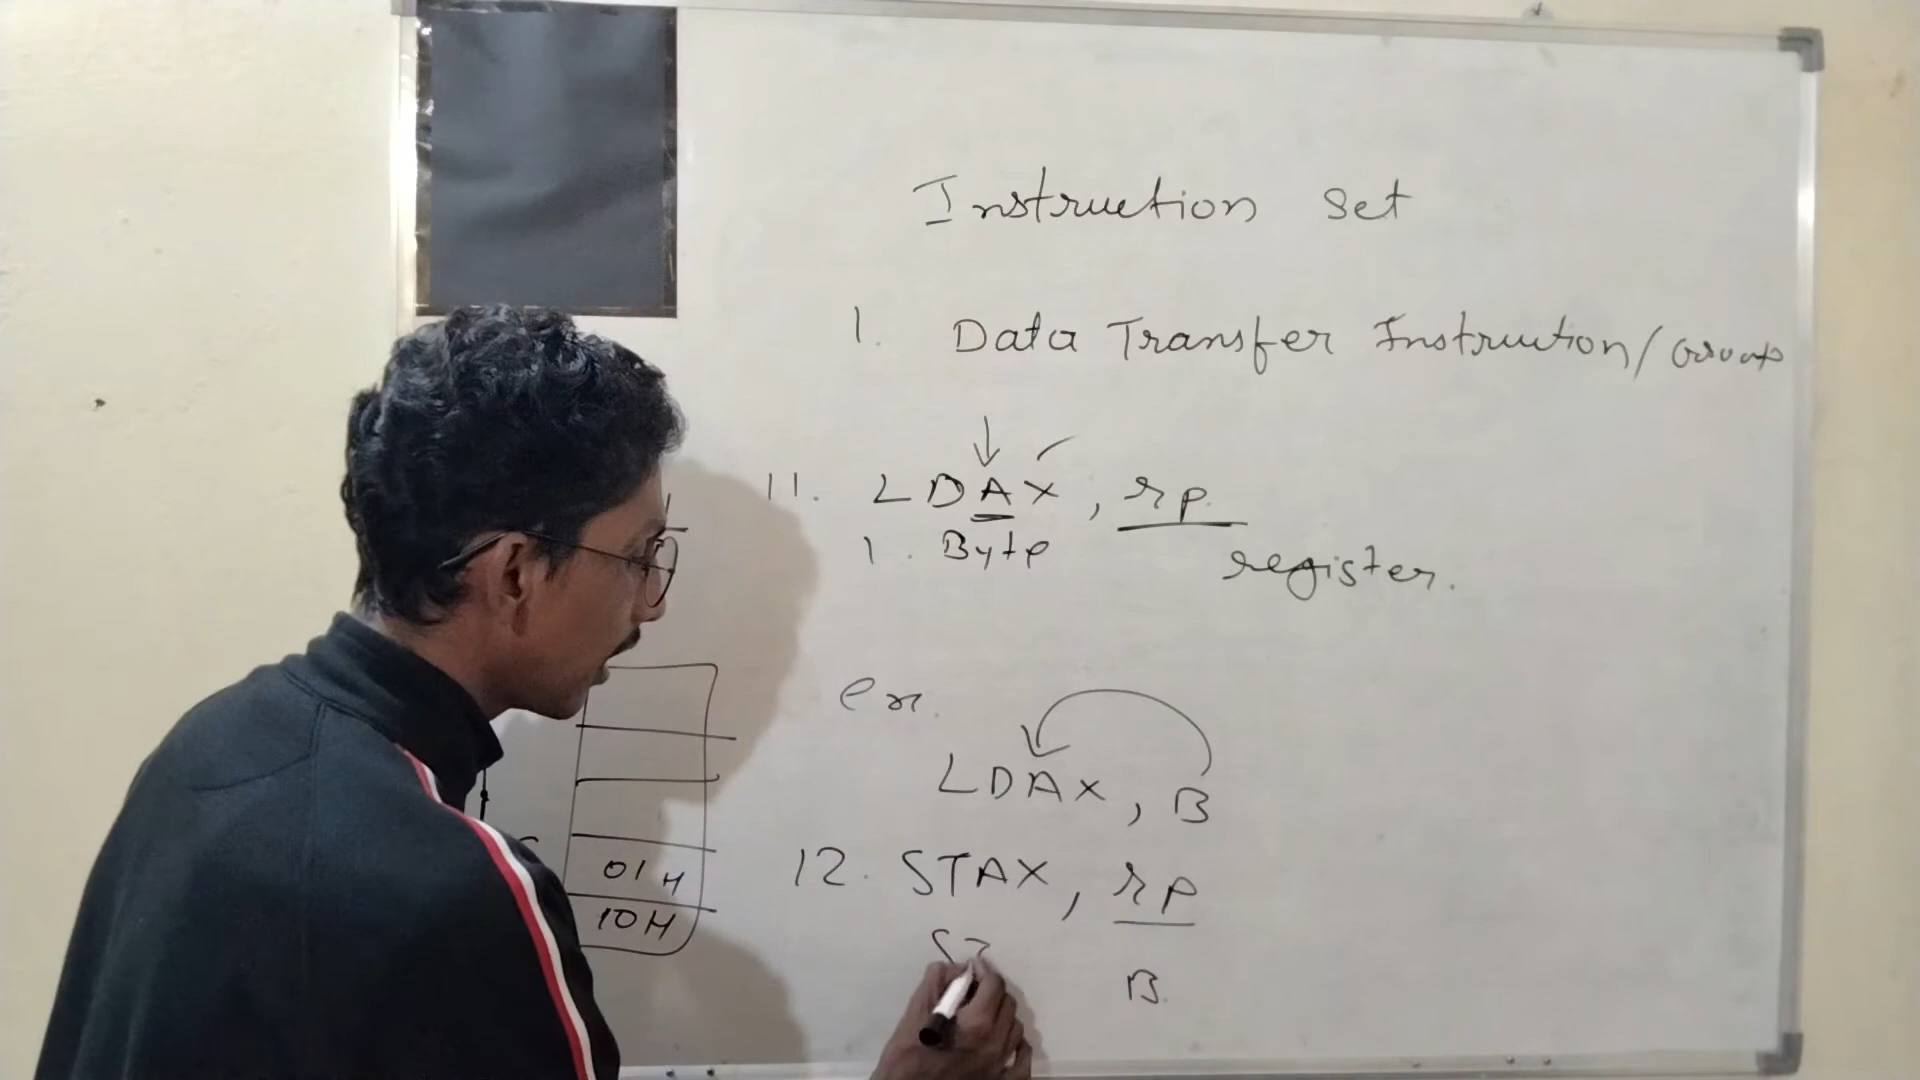 Instruction set
1. Data Transfer Instruction/Group
11. LDAX, rp.
1. Byte
register.
ex.
LDAX, B
12. STAX, rp
B.
01H
10H